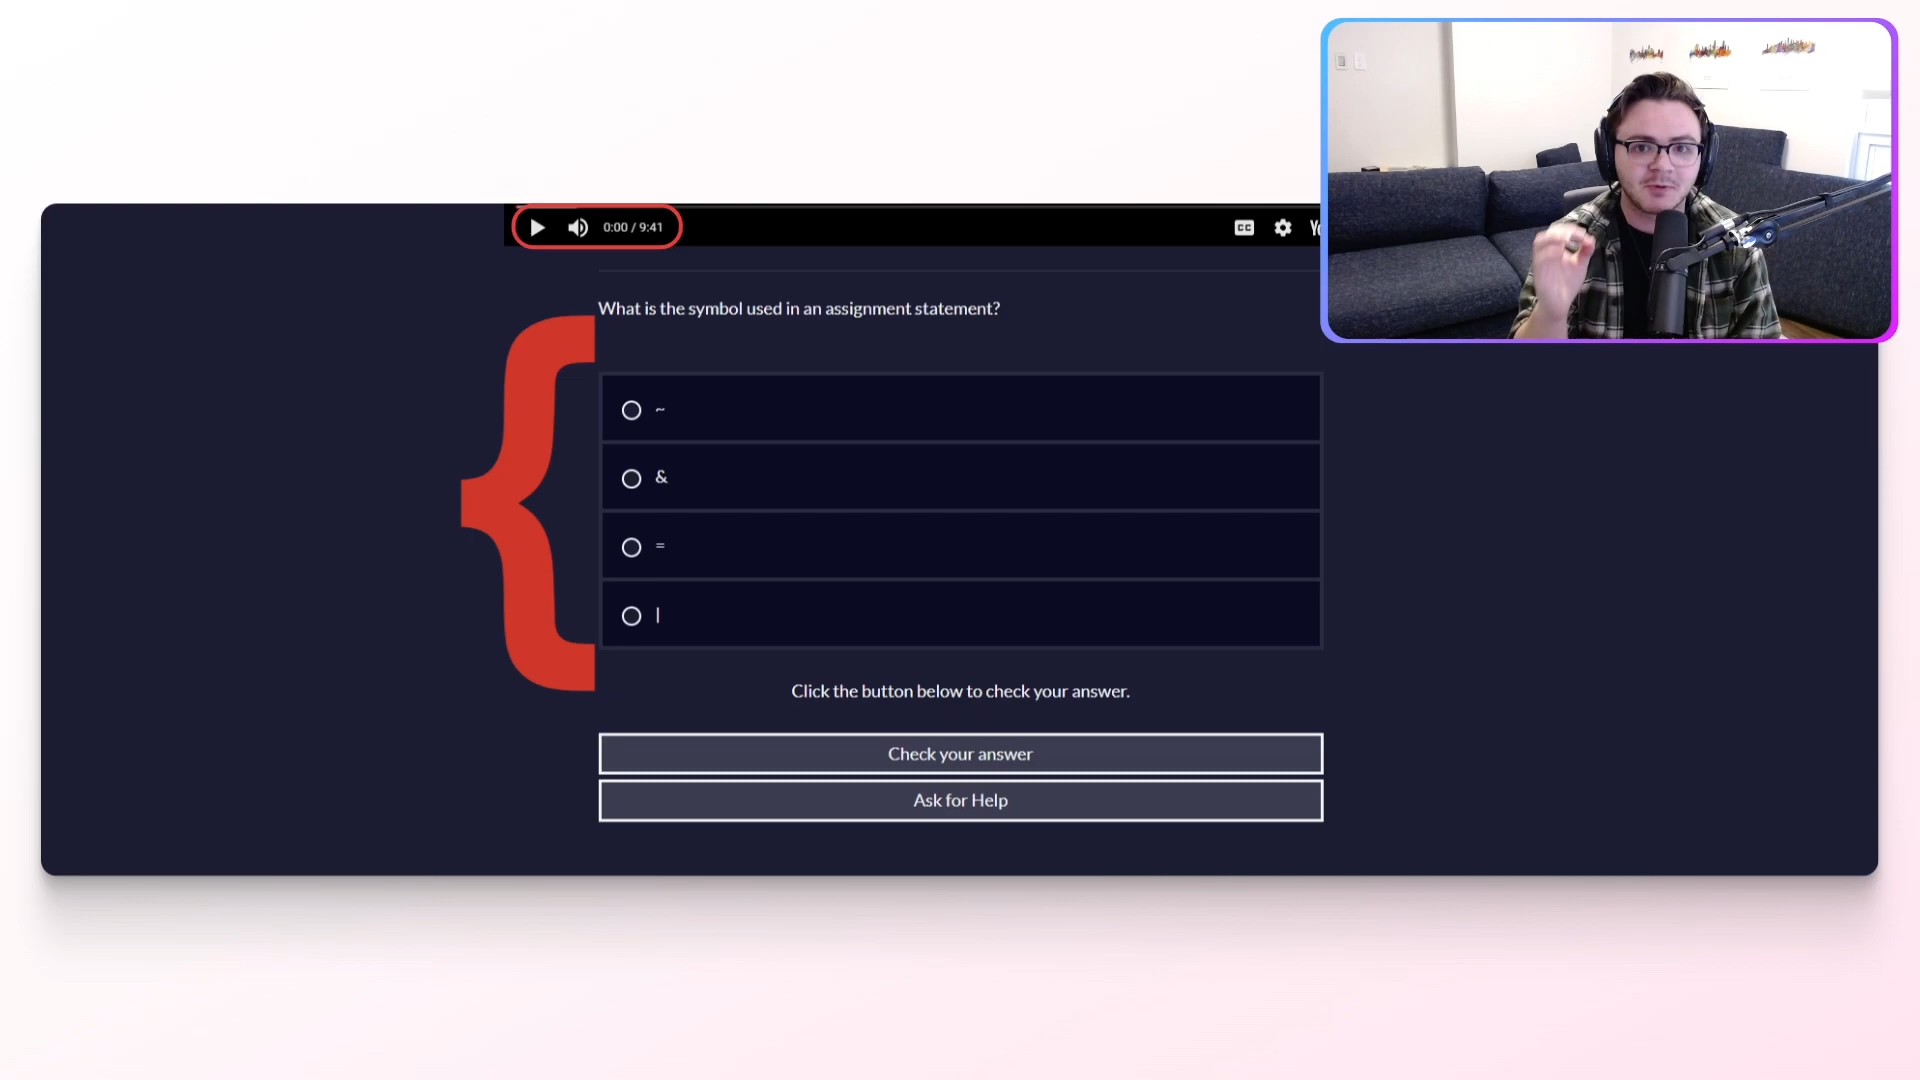 0:00 / 9:41
CC
What is the symbol used in an assignment statement?
~
&
=
|
Click the button below to check your answer.
Check your answer
Ask for Help